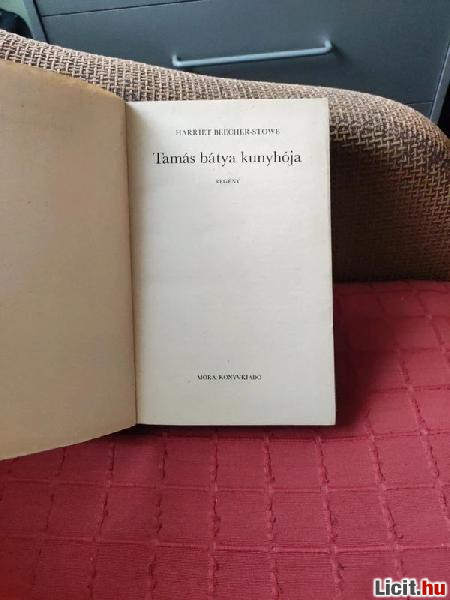 HARRIET BEECHER-STOWE
Tamás bátya kunyhója
REGÉNY
MÓRA KÖNYVKIADÓ
Licit.hu